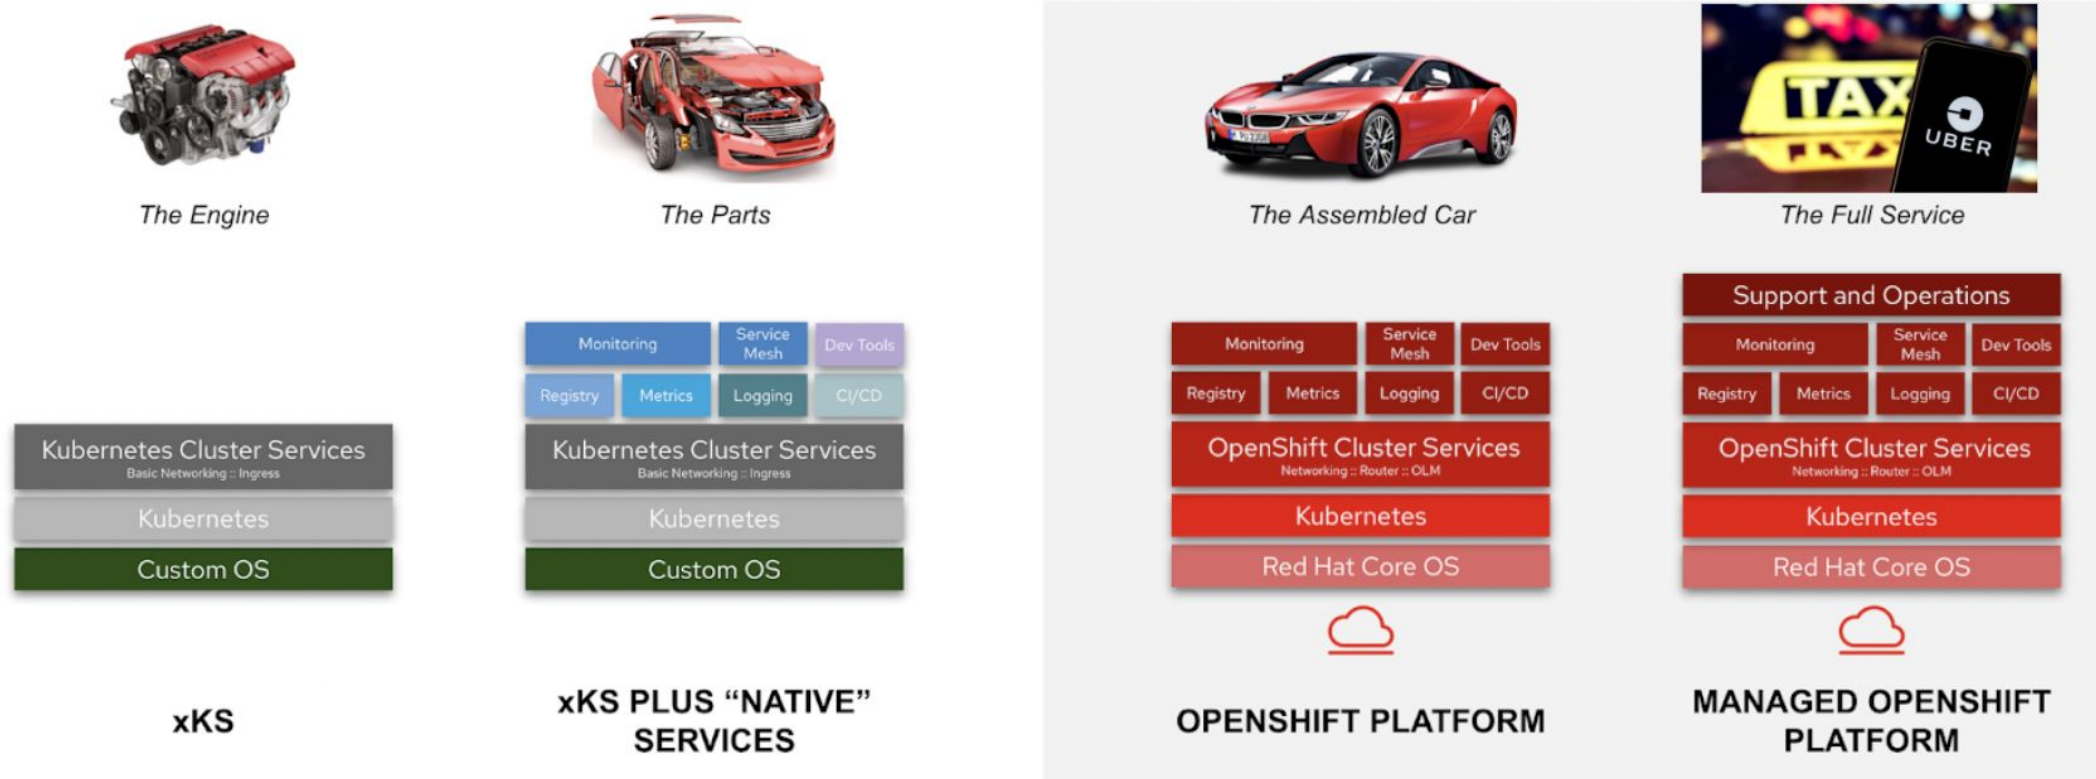 TAX
UBER
The Engine
The Parts
The Assembled Car
The Full Service
xKS
Kubernetes Cluster Services
Basic Networking :: Ingress
Kubernetes
Custom OS
xKS PLUS “NATIVE”
SERVICES
Monitoring
Service
Mesh
Dev Tools
Registry
Metrics
Logging
CI/CD
Kubernetes Cluster Services
Basic Networking :: Ingress
Kubernetes
Custom OS
OPENSHIFT PLATFORM
Monitoring
Service
Mesh
Dev Tools
Registry
Metrics
Logging
CI/CD
OpenShift Cluster Services
Networking :: Router :: OLM
Kubernetes
Red Hat Core OS
MANAGED OPENSHIFT
PLATFORM
Support and Operations
Monitoring
Service
Mesh
Dev Tools
Registry
Metrics
Logging
CI/CD
OpenShift Cluster Services
Networking :: Router :: OLM
Kubernetes
Red Hat Core OS